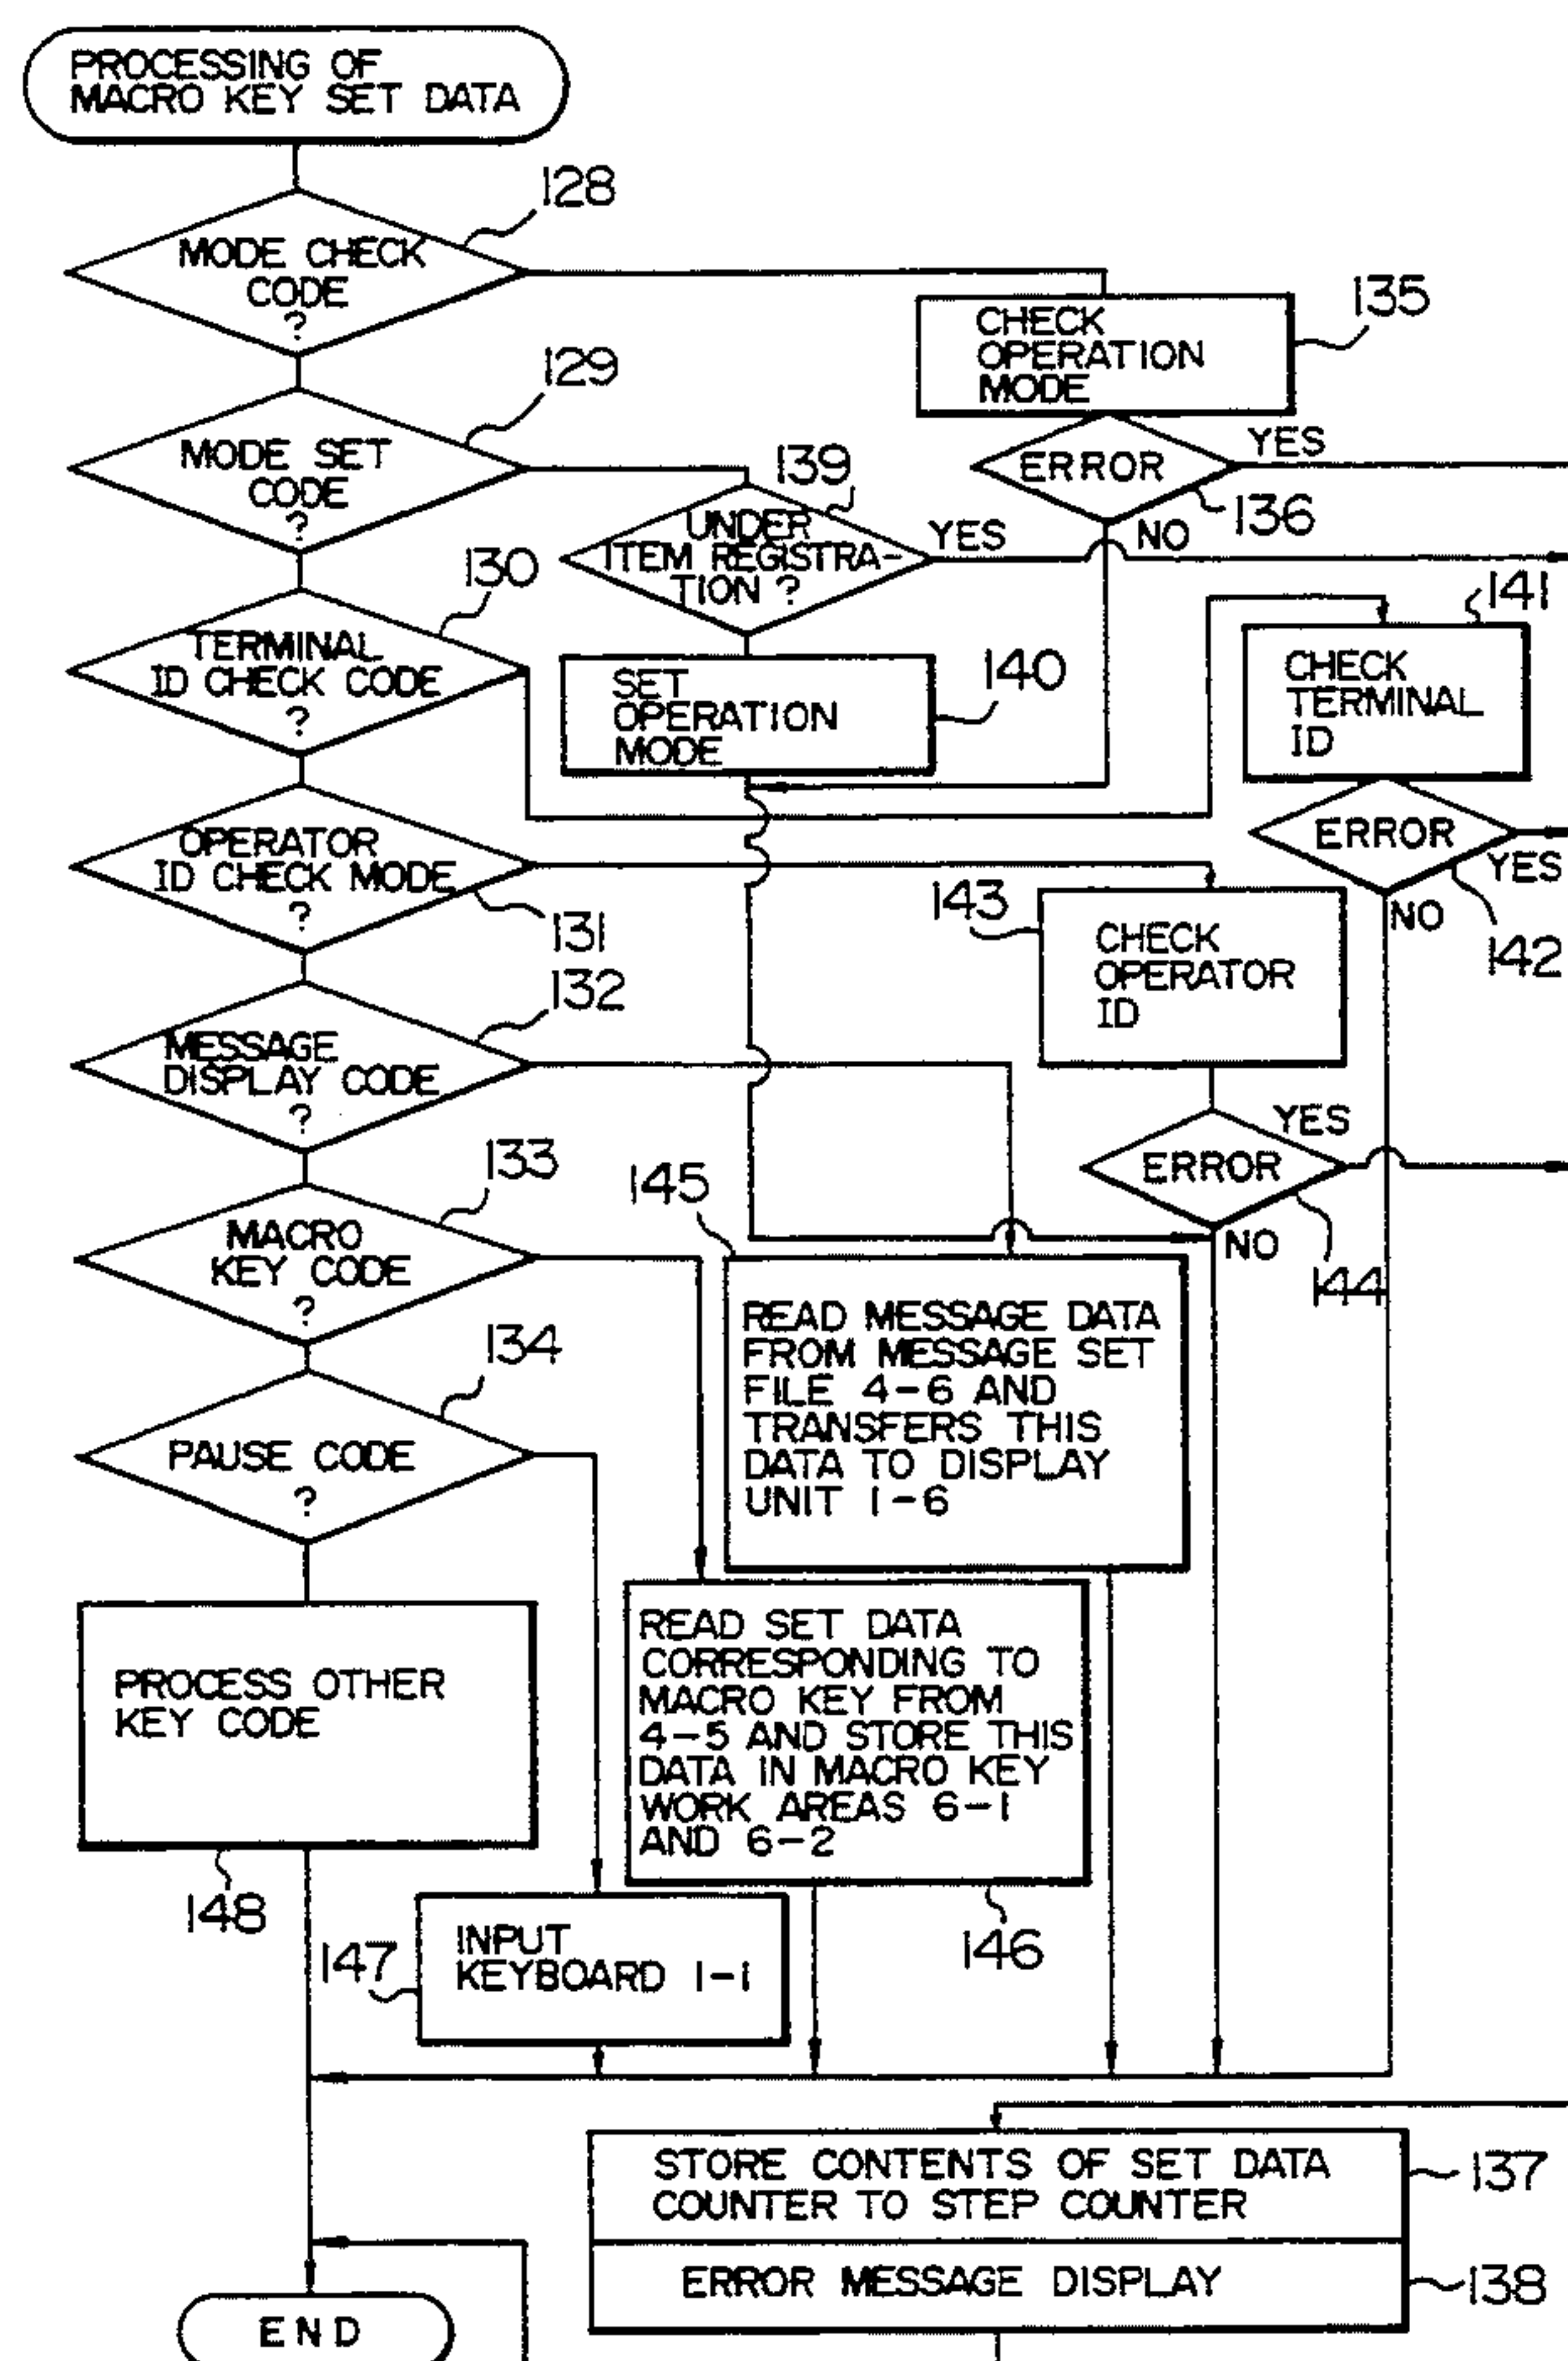 PROCESSING OF
MACRO KEY SET DATA
128
MODE CHECK
CODE
?
135
CHECK
OPERATION
MODE
129
MODE SET
CODE
?
139
ERROR
YES
136
NO
UNDER
ITEM REGISTRA-
TION ?
YES
130
TERMINAL
ID CHECK CODE
?
140
SET
OPERATION
MODE
141
CHECK
TERMINAL
ID
ERROR
YES
NO
142
OPERATOR
ID CHECK MODE
?
131
143
CHECK
OPERATOR
ID
132
MESSAGE
DISPLAY CODE
?
YES
ERROR
NO
144
133
MACRO
KEY CODE
?
145
READ MESSAGE DATA
FROM MESSAGE SET
FILE 4-6 AND
TRANSFERS THIS
DATA TO DISPLAY
UNIT 1-6
134
PAUSE CODE
?
READ SET DATA
CORRESPONDING TO
MACRO KEY FROM
4-5 AND STORE THIS
DATA IN MACRO KEY
WORK AREAS 6-1
AND 6-2
146
PROCESS OTHER
KEY CODE
148
147
INPUT
KEYBOARD 1-1
STORE CONTENTS OF SET DATA
COUNTER TO STEP COUNTER
137
ERROR MESSAGE DISPLAY
138
END